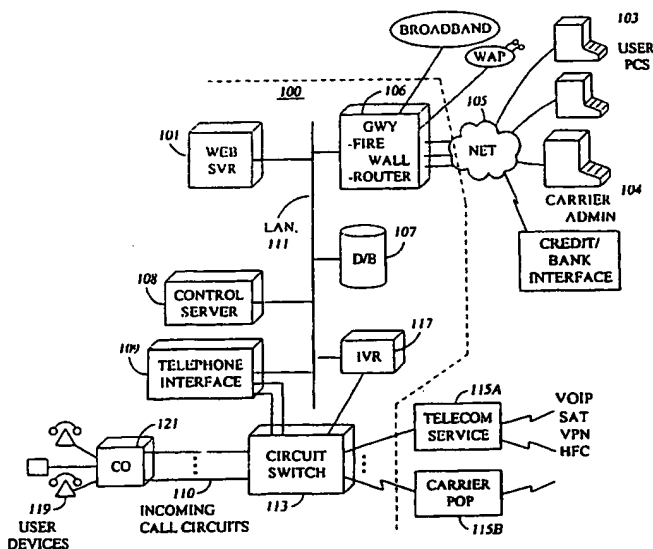 BROADBAND
WAP
103
USER
PCS
100
106
105
101
WEB
SVR
GWY
-FIRE
WALL
-ROUTER
NET
104
CARRIER
ADMIN
LAN,
111
107
D/B
CREDIT/
BANK
INTERFACE
108
CONTROL
SERVER
109
117
IVR
TELEPHONE
INTERFACE
115A
TELECOM
SERVICE
VOIP
SAT
VPN
HFC
121
CO
CIRCUIT
SWITCH
113
110
INCOMING
CALL CIRCUITS
119
USER
DEVICES
CARRIER
POP
115B